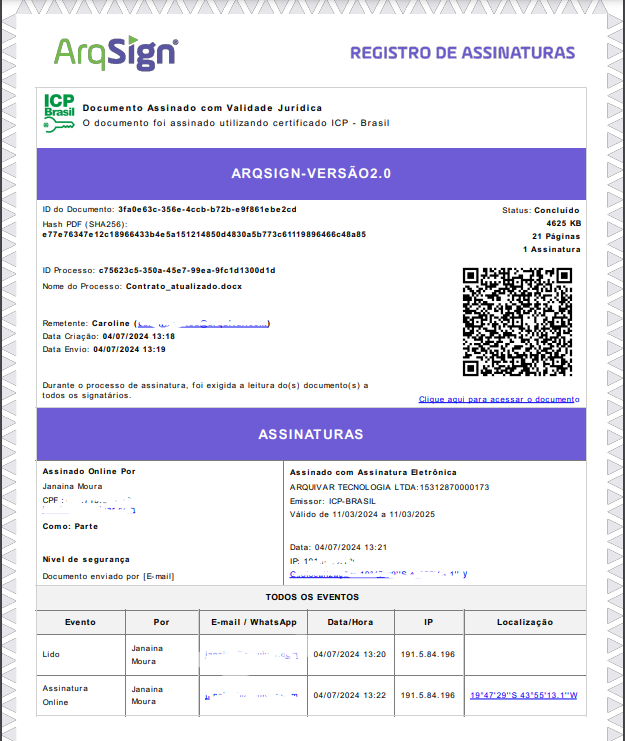 ArqSign®
REGISTRO DE ASSINATURAS
ICP
Brasil
Documento Assinado com Validade Jurídica
O documento foi assinado utilizando certificado ICP - Brasil
ARQSIGN-VERSÃO2.0
ID do Documento: 3fa0e63c-356e-4ccb-b72b-e9f861ebe2cd
Status: Concluído
Hash PDF (SHA256):
4625 KB
e77e76347e12c18966433b4e5a151214850d4830a5b773c61119896466c48a85
21 Páginas
1 Assinatura
ID Processo: c75623c5-350a-45e7-99ea-9fc1d1300d1d
Nome do Processo: Contrato_atualizado.docx
Remetente: Caroline (
Data Criação: 04/07/2024 13:18
Data Envio: 04/07/2024 13:19
Durante o processo de assinatura, foi exigida a leitura do(s) documento(s) a
todos os signatários.
Clique aqui para acessar o documento
ASSINATURAS
Assinado Online Por
Janaina Moura
CPF :
Como: Parte
Nivel de segurança
Documento enviado por [E-mail]
Assinado com Assinatura Eletrônica
ARQUIVAR TECNOLOGIA LTDA:15312870000173
Emissor: ICP-BRASIL
Válido de 11/03/2024 a 11/03/2025
Data: 04/07/2024 13:21
IP:
TODOS OS EVENTOS
Evento Por E-mail / WhatsApp Data/Hora IP Localização
Lido Janaina Moura 04/07/2024 13:20 191.5.84.196
Assinatura Online Janaina Moura 04/07/2024 13:22 191.5.84.196 19°47'29''S 43°55'13.1''W